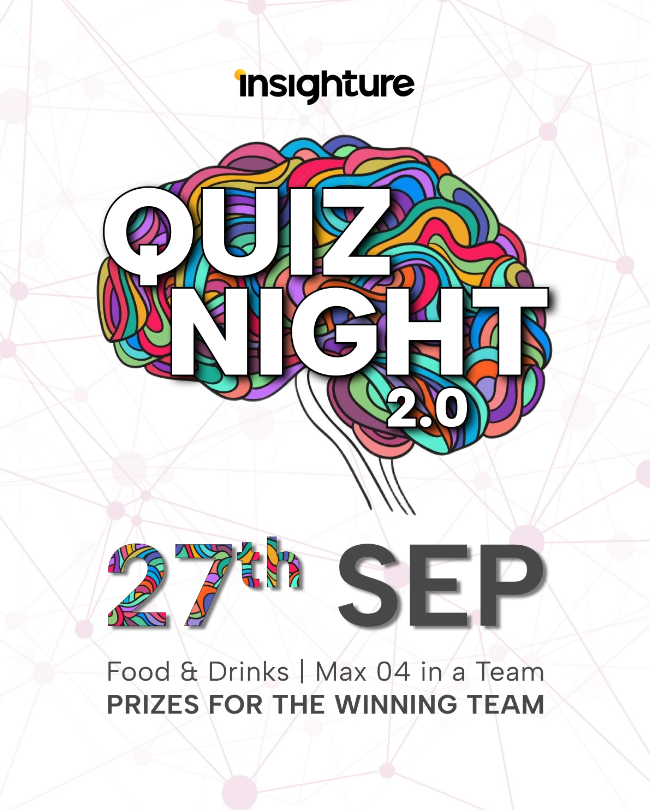 insighture
QUIZ
NIGHT
2.0
27th SEP
Food & Drinks | Max 04 in a Team
PRIZES FOR THE WINNING TEAM